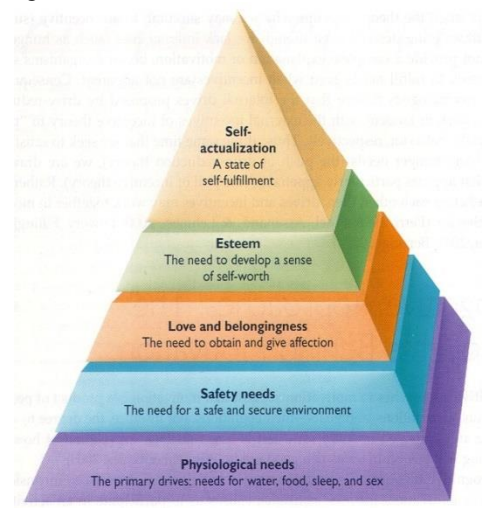 Self-
actualization
A state of
self-fulfillment
Esteem
The need to develop a sense
of self-worth
Love and belongingness
The need to obtain and give affection
Safety needs
The need for a safe and secure environment
Physiological needs
The primary drives: needs for water, food, sleep, and sex